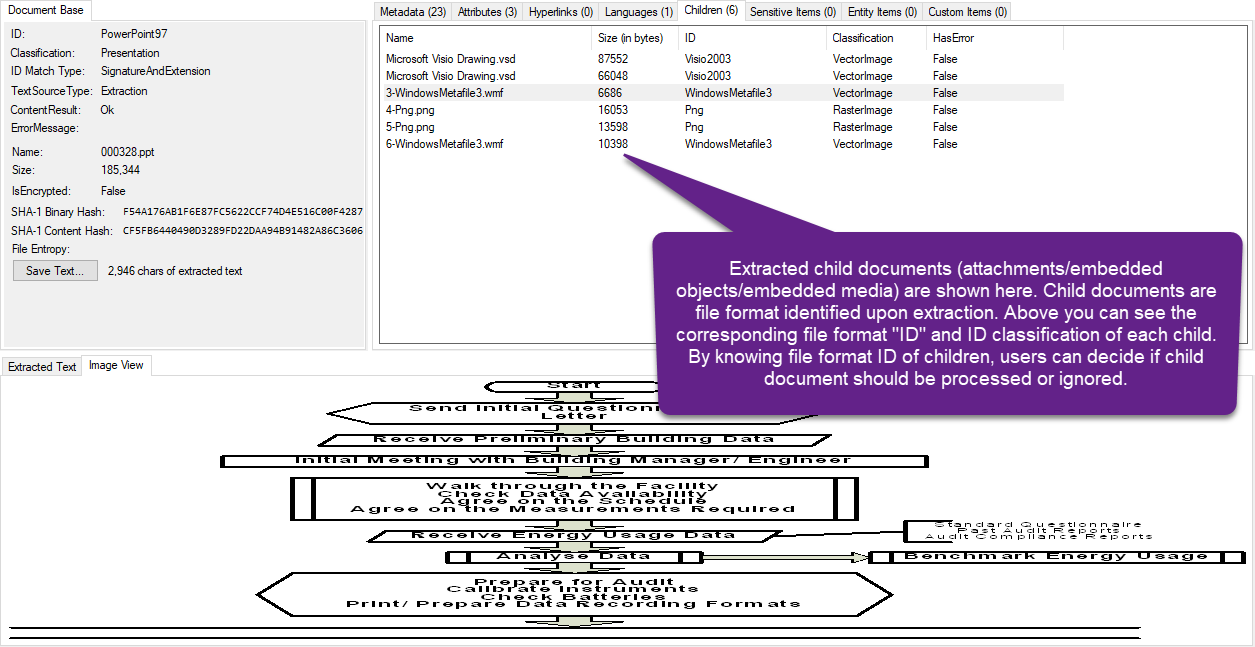 Document Base
ID: PowerPoint97
Classification: Presentation
ID Match Type: SignatureAndExtension
TextSourceType: Extraction
ContentResult: Ok
ErrorMessage:
Name: 000328.ppt
Size: 185,344
IsEncrypted: False
SHA-1 Binary Hash: F54A176AB1F6E87FC5622CCF74D4E516C00F4287
SHA-1 Content Hash: CF5FB6440490D3289FD22DAA94B91482A86C3606
File Entropy:
Save Text... 2,946 chars of extracted text
Metadata (23) Attributes (3) Hyperlinks (0) Languages (1) Children (6) Sensitive Items (0) Entity Items (0) Custom Items (0)
Name Size (in bytes) ID Classification HasError
Microsoft Visio Drawing.vsd 87552 Visio2003 VectorImage False
Microsoft Visio Drawing.vsd 66048 Visio2003 VectorImage False
3-WindowsMetafile3.wmf 6686 WindowsMetafile3 VectorImage False
4-Png.png 16053 Png RasterImage False
5-Png.png 13598 Png RasterImage False
6-WindowsMetafile3.wmf 10398 WindowsMetafile3 VectorImage False
Extracted child documents (attachments/embedded
objects/embedded media) are shown here. Child documents are
file format identified upon extraction. Above you can see the
corresponding file format "ID" and ID classification of each child.
By knowing file format ID of children, users can decide if child
document should be processed or ignored.
Extracted Text Image View
Start
Send Initial
Letter
Receive Preliminary Building Data
Initial Meeting with Building Manager/ Engineer
Walk through the Facility
Check Data Availability
Agree on the Schedule
Agree on the Measurements Required
Receive Energy Usage Data
Standard Questionnaire
Past Audit Reports
Audit Compliance Reports
Analyse Data
Benchmark Energy Usage
Prepare for Audit
Calibrate Instruments
Check Batteries
Print/ Prepare Data Recording Formats